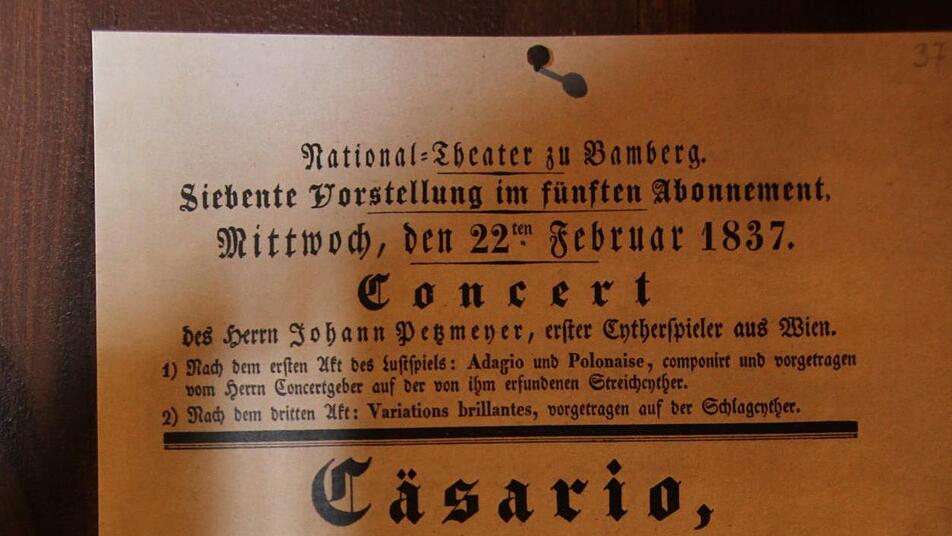 37
National-Theater zu Bamberg.
Siebente Vorstellung im fünften Abonnement.
Mittwoch, den 22ten Februar 1837.
Concert
des Herrn Johann Petzmeyer, erster Cytherspieler aus Wien.
1) Nach dem ersten Akt des Lustspiels: Adagio und Polonaise, componirt und vorgetragen
vom Herrn Concertgeber auf der von ihm erfundenen Streichcyther.
2) Nach dem dritten Akt: Variations brillantes, vorgetragen auf der Schlagcyther.
Cäsario,